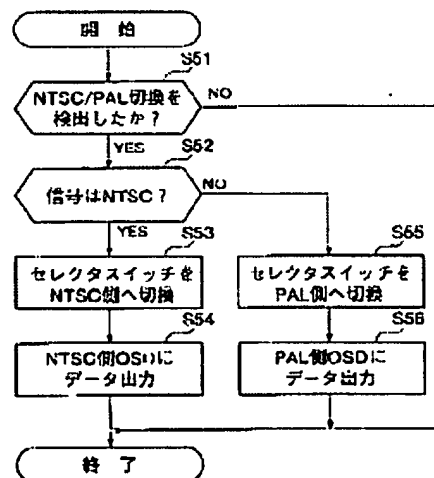 開始
S51
NTSC/PAL切換を
検出したか?
NO
YES
S52
信号はNTSC?
NO
YES
S53
セレクタスイッチを
NTSC側へ切換
S55
セレクタスイッチを
PAL側へ切換
S54
NTSC側OSDに
データ出力
S56
PAL側OSDに
データ出力
終了